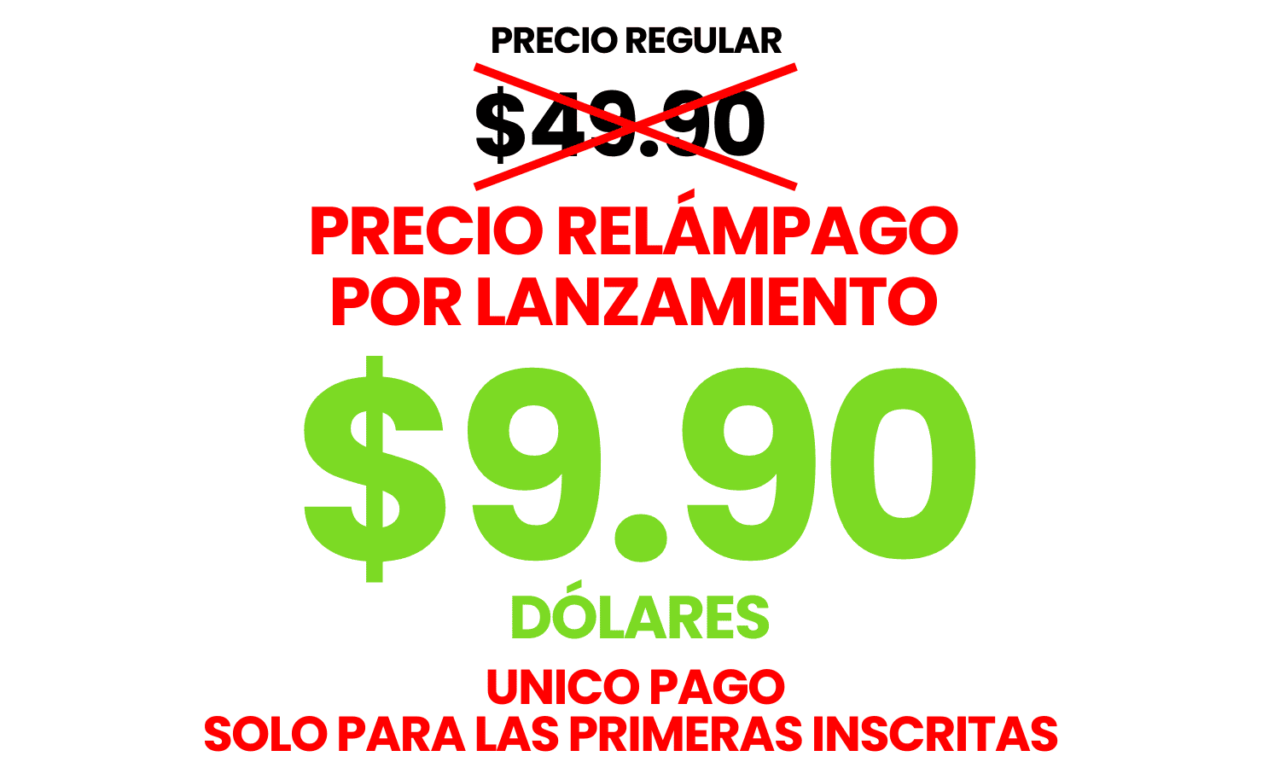 PRECIO REGULAR
$49.90
PRECIO RELÁMPAGO
POR LANZAMIENTO
$9.90
DÓLARES
UNICO PAGO
SOLO PARA LAS PRIMERAS INSCRITAS